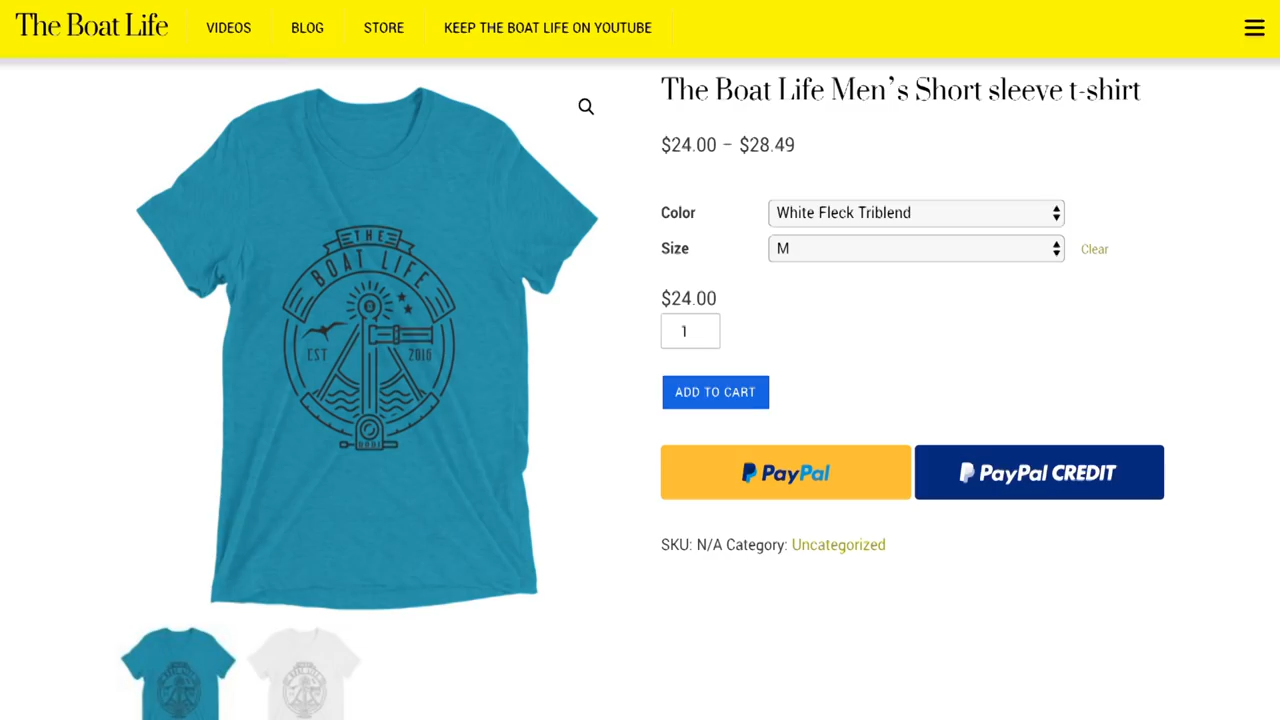 The Boat Life
VIDEOS
BLOG
STORE
KEEP THE BOAT LIFE ON YOUTUBE
The Boat Life Men's Short sleeve t-shirt
$24.00 – $28.49
Color
White Fleck Triblend
Size
M
Clear
$24.00
1
ADD TO CART
PayPal
PayPal CREDIT
SKU: N/A Category: Uncategorized
THE
BOAT LIFE
EST
2016